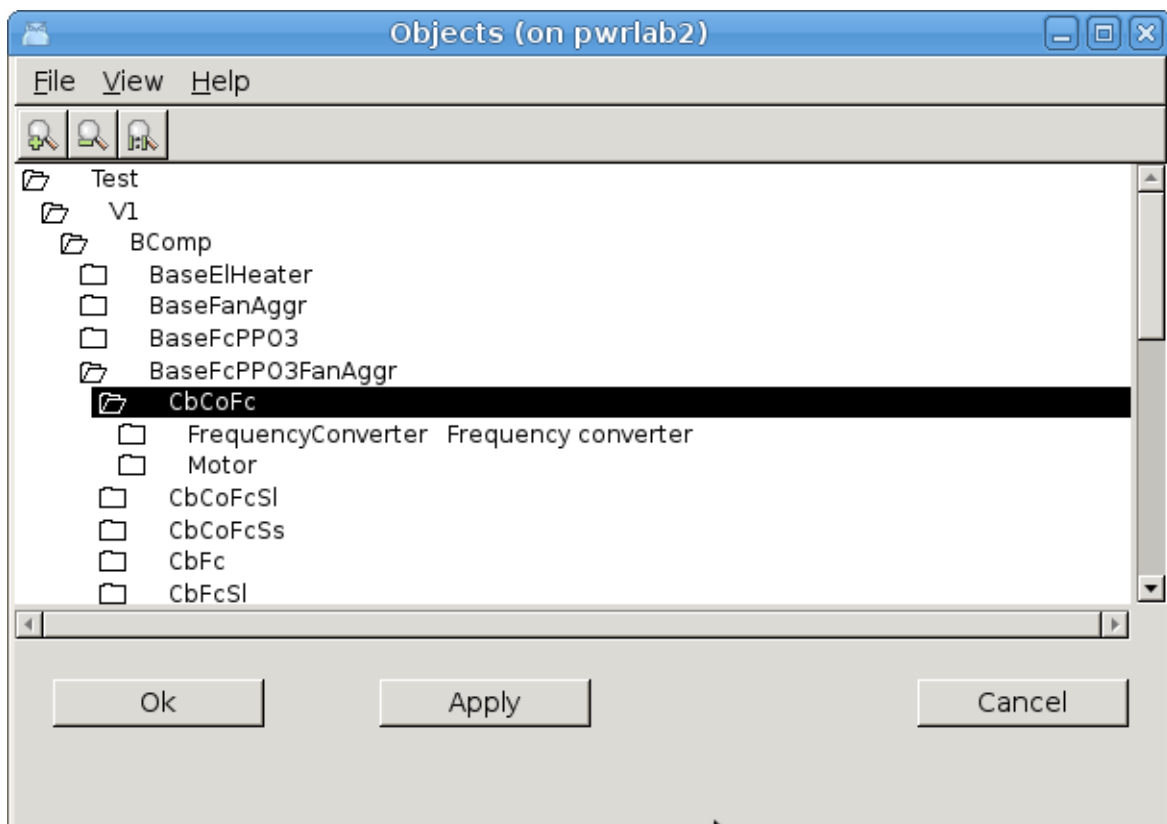 Objects (on pwrlab2)
File View Help
Test
V1
BComp
BaseElHeater
BaseFanAggr
BaseFcPPO3
BaseFcPPO3FanAggr
CbCoFc
FrequencyConverter Frequency converter
Motor
CbCoFcSl
CbCoFcSs
CbFc
CbFcSl
Ok Apply Cancel